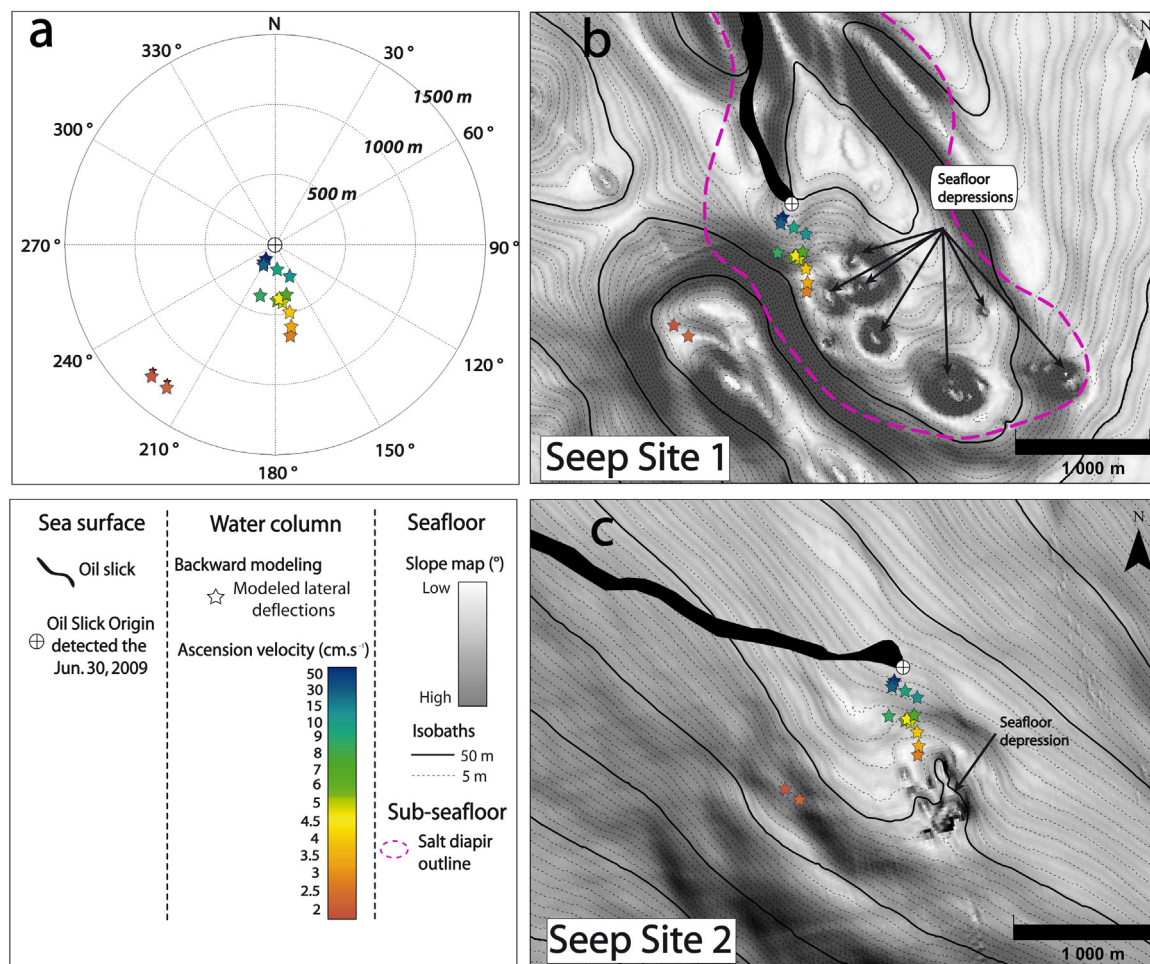 a
N
330 °
30 °
1500 m
300 °
60 °
1000 m
500 m
270 °
90 °
240 °
120 °
210 °
150 °
180 °
b
Seafloor
depressions
Seep Site 1
1 000 m
Sea surface
Oil slick
Oil Slick Origin
detected the
Jun. 30, 2009
Water column
Backward modeling
Modeled lateral
deflections
Ascension velocity (cm.s⁻¹)
50
30
15
10
9
8
7
6
5
4.5
4
3.5
3
2.5
2
Seafloor
Slope map (°)
Low
High
Isobaths
50 m
5 m
Sub-seafloor
Salt diapir
outline
c
N
Seafloor
depression
Seep Site 2
1 000 m